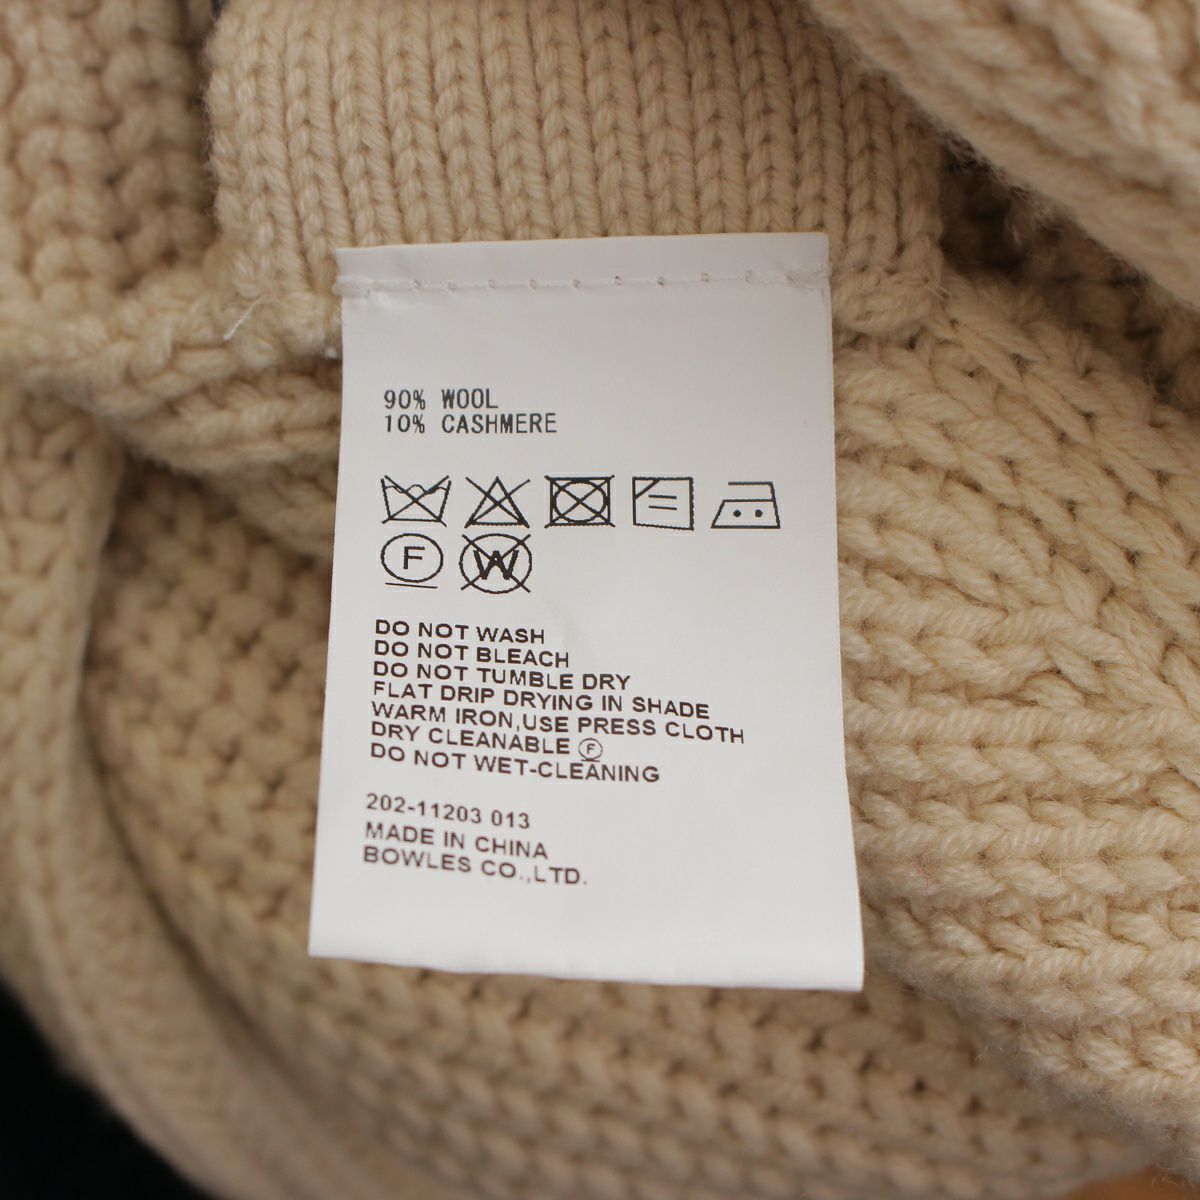 90% WOOL
10% CASHMERE
F W
DO NOT WASH
DO NOT BLEACH
DO NOT TUMBLE DRY
FLAT DRIP DRYING IN SHADE
WARM IRON,USE PRESS CLOTH
DRY CLEANABLE Ⓕ
DO NOT WET-CLEANING
202-11203 013
MADE IN CHINA
BOWLES CO.,LTD.